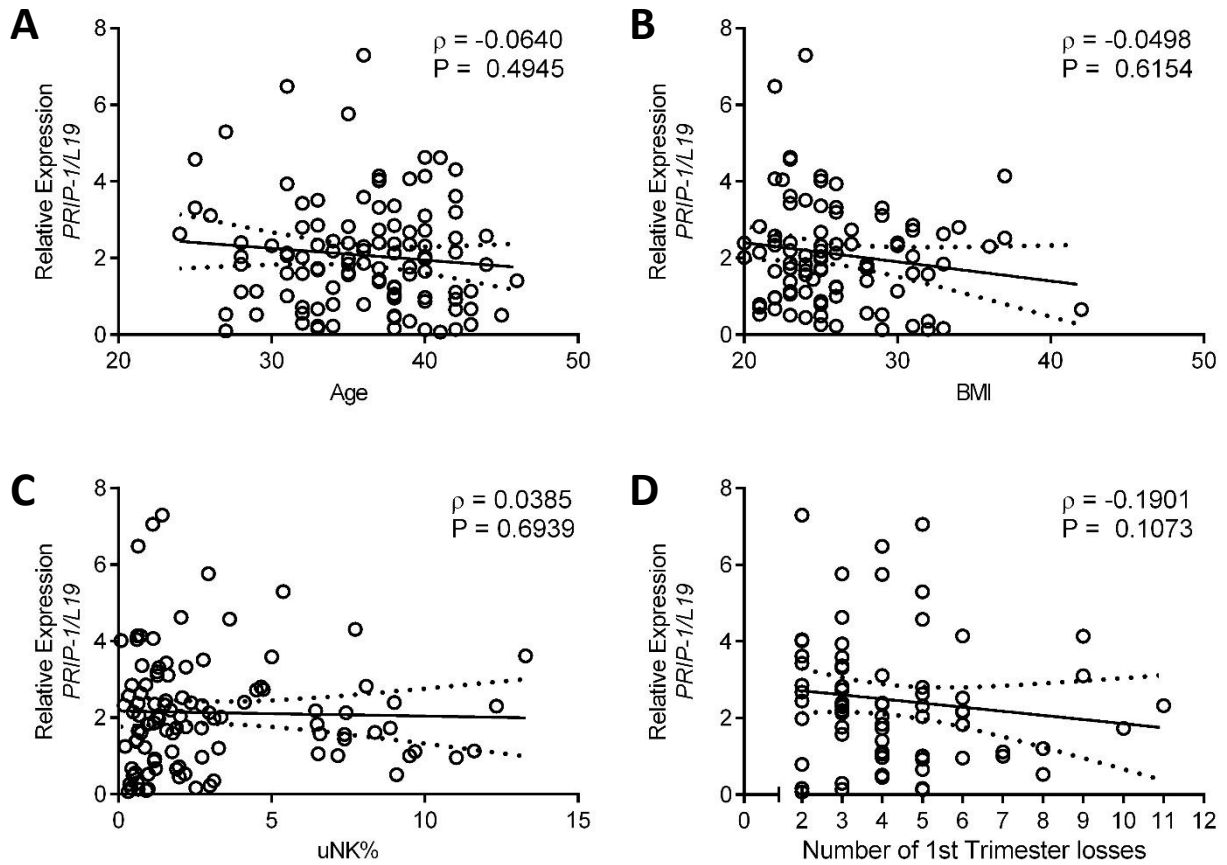 A
ρ = -0.0640
P = 0.4945
Relative Expression
PRIP-1/L19
8
6
4
2
0
20 30 40 50
Age
B
ρ = -0.0498
P = 0.6154
Relative Expression
PRIP-1/L19
8
6
4
2
0
20 30 40 50
BMI
C
ρ = 0.0385
P = 0.6939
Relative Expression
PRIP-1/L19
8
6
4
2
0
0 5 10 15
uNK%
D
ρ = -0.1901
P = 0.1073
Relative Expression
PRIP-1/L19
8
6
4
2
0
0 2 3 4 5 6 7 8 9 10 11 12
Number of 1st Trimester losses